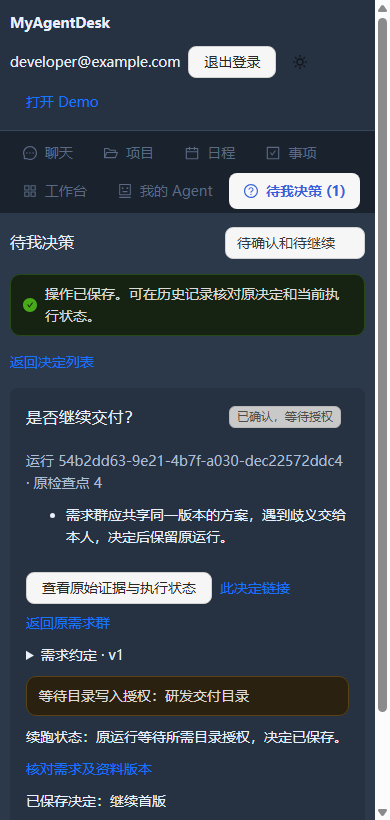 MyAgentDesk
developer@example.com 退出登录
打开 Demo
聊天 项目 日程 事项
工作台 我的 Agent 待我决策 (1)
待我决策 待确认和待继续
操作已保存。可在历史记录核对原决定和当前执
行状态。
返回决定列表
是否继续交付? 已确认，等待授权
运行 54b2dd63-9e21-4b7f-a030-dec22572ddc4
· 原检查点 4
• 需求群应共享同一版本的方案，遇到歧义交给
本人，决定后保留原运行。
查看原始证据与执行状态 此决定链接
返回原需求群
▶ 需求约定 · v1
等待目录写入授权：研发交付目录
续跑状态：原运行等待所需目录授权，决定已保存。
核对需求及资料版本
已保存决定：继续首版